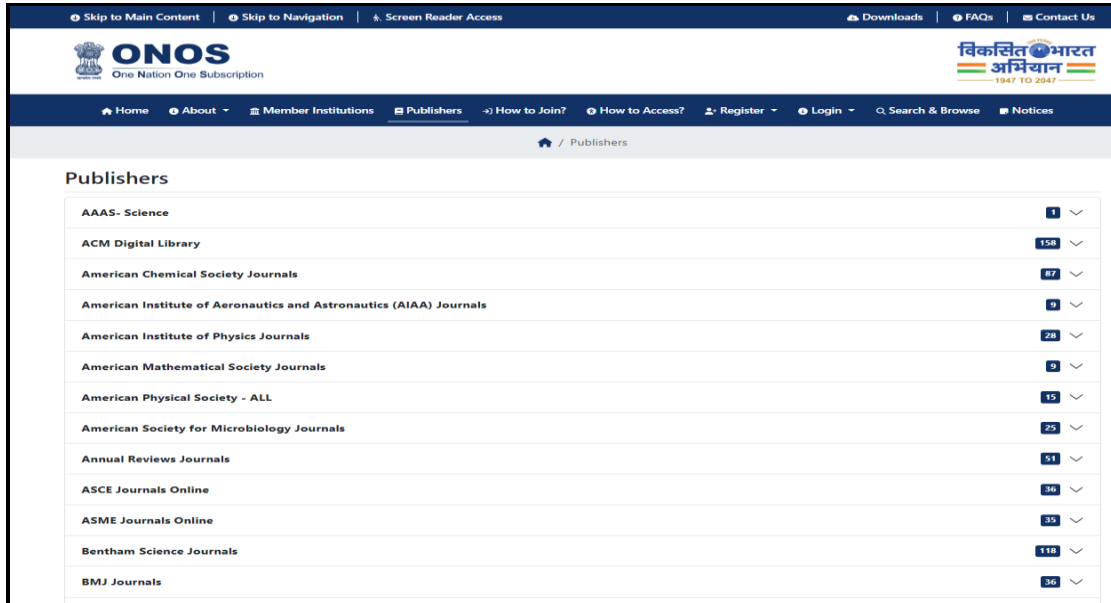 Skip to Main Content | Skip to Navigation | Screen Reader Access Downloads | FAQs | Contact Us
ONOS
One Nation One Subscription
विकसित भारत
अभियान
1947 TO 2047
Home About Member Institutions Publishers How to Join? How to Access? Register Login Search & Browse Notices
/ Publishers
Publishers
AAAS- Science 1
ACM Digital Library 158
American Chemical Society Journals 87
American Institute of Aeronautics and Astronautics (AIAA) Journals 9
American Institute of Physics Journals 28
American Mathematical Society Journals 9
American Physical Society - ALL 15
American Society for Microbiology Journals 25
Annual Reviews Journals 51
ASCE Journals Online 36
ASME Journals Online 35
Bentham Science Journals 118
BMJ Journals 36